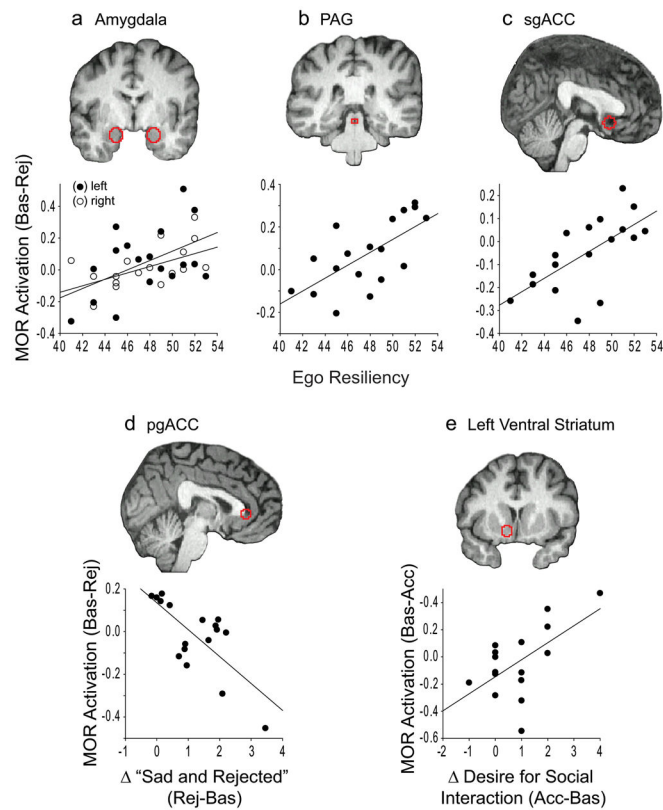 a Amygdala
b PAG
c sgACC
MOR Activation (Bas-Rej)
(●) left
(○) right
0.4
0.2
0.0
-0.2
-0.4
40 42 44 46 48 50 52 54
0.4
0.2
0.0
-0.2
40 42 44 46 48 50 52 54
0.2
0.1
0.0
-0.1
-0.2
-0.3
-0.4
40 42 44 46 48 50 52 54
Ego Resiliency
d pgACC
e Left Ventral Striatum
MOR Activation (Bas-Rej)
0.2
0.0
-0.2
-0.4
-1 0 1 2 3 4
Δ "Sad and Rejected"
(Rej-Bas)
MOR Activation (Bas-Acc)
-0.4
0.2
0.0
-0.2
-0.4
-0.6
-2 -1 0 1 2 3 4
Δ Desire for Social
Interaction (Acc-Bas)